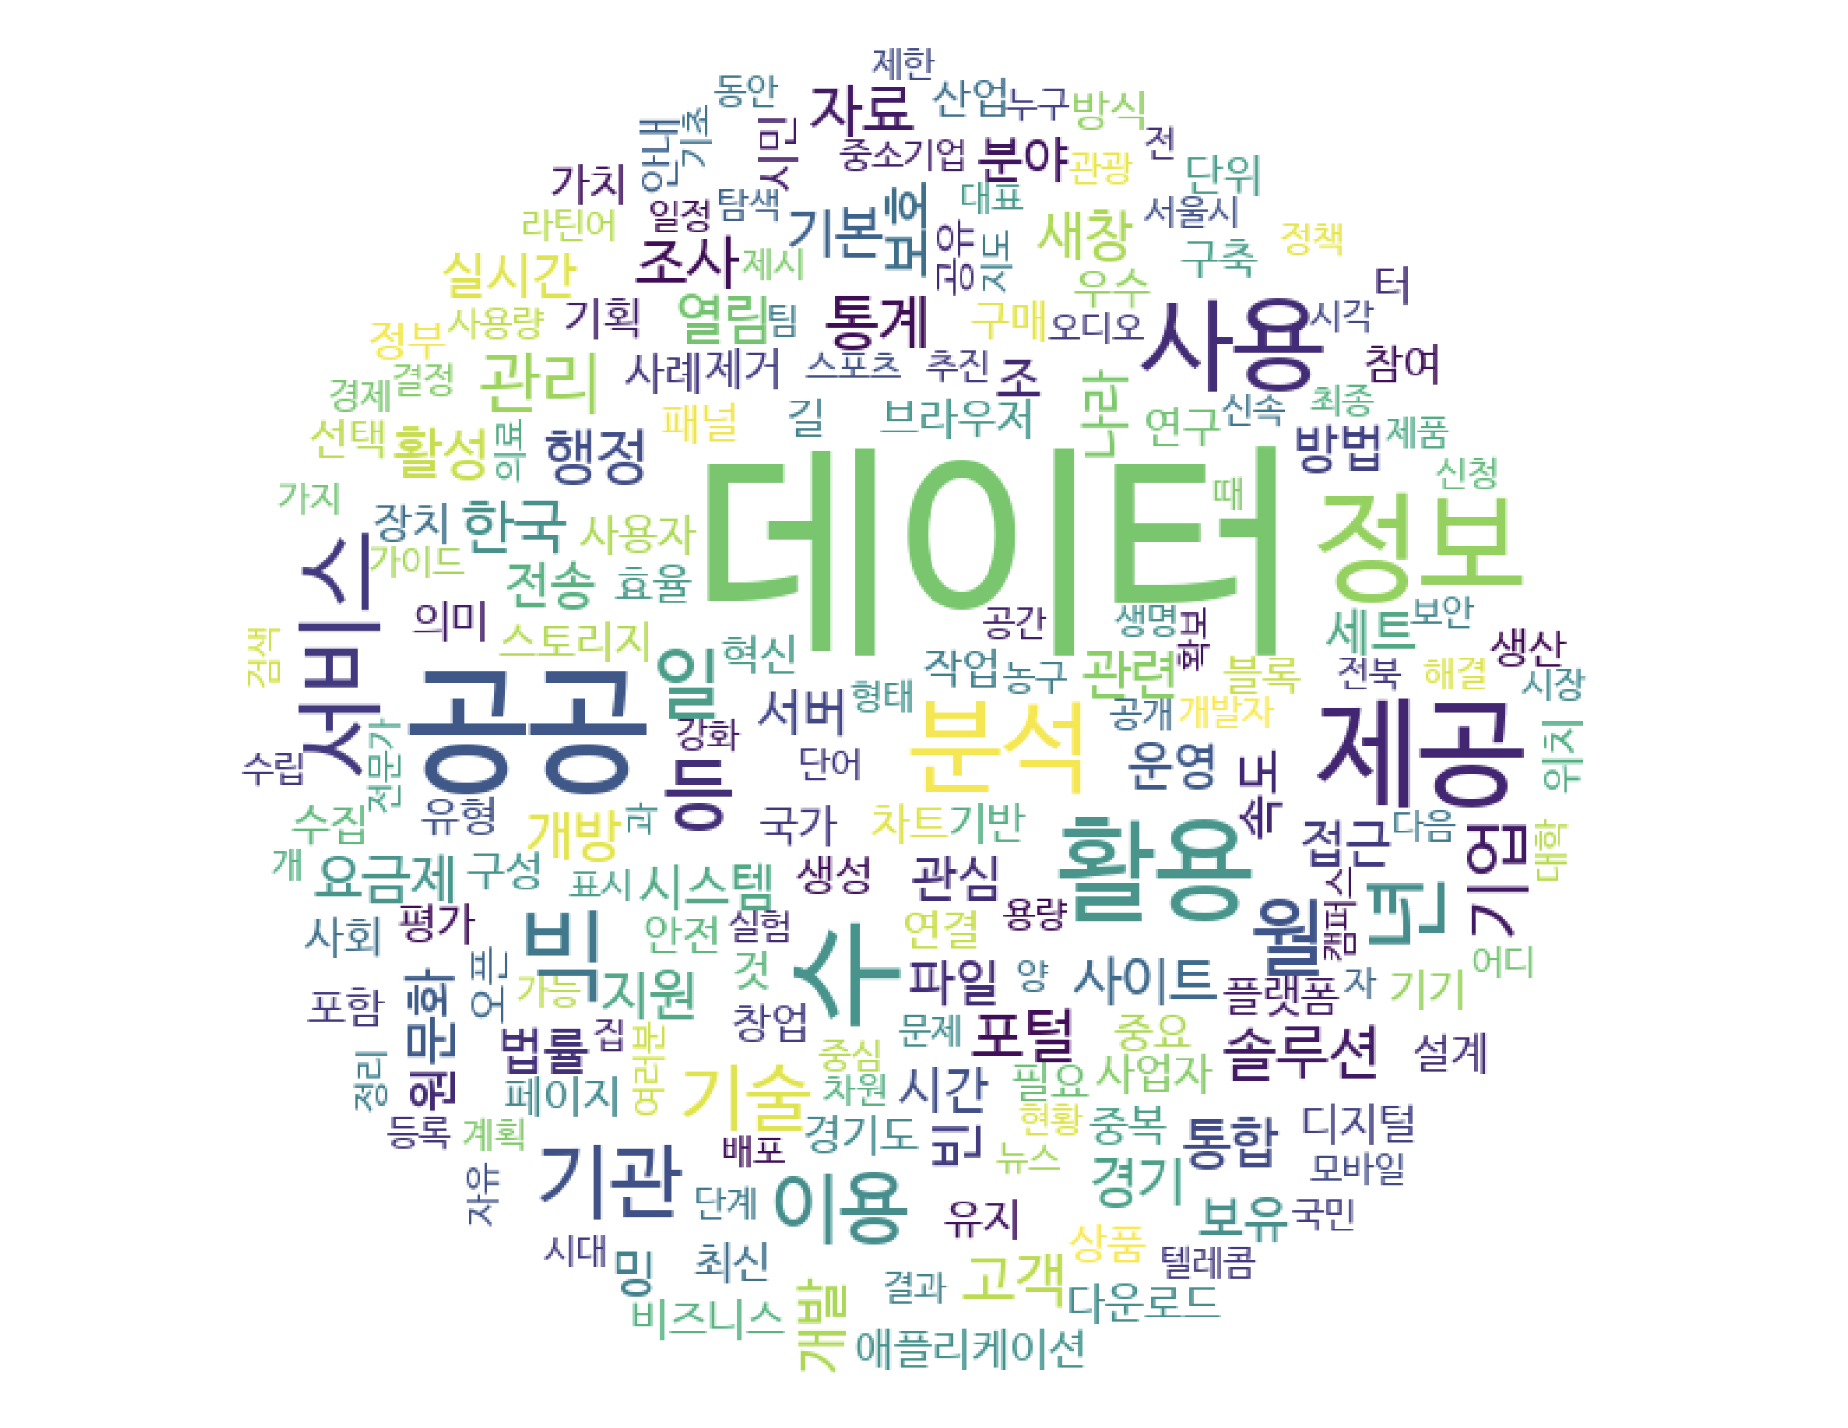 제한
동안
자료
산업
누구
방식
안내
기초
시민
중소기업
분야
관광
전
가치
일정
탐색
기본
보호
대표
단위
라틴어
조사
제시
공유
지도
새창
서울시
구축
정책
실시간
우수
터
정부
사용량
기획
열림
팀
통계
구매
오디오
사용
시각
경제
결정
관리
사례
제거
스포츠
추진
조
참여
선택
활성
의료
행정
패널
길
브라우저
나라
연구
신속
최종
방법
제품
가지
장치
한국
사용자
데이터
때
정보
신청
서비스
가이드
전송
효율
의미
스토리지
일
혁신
공간
생명
확보
세트
보안
생산
검색
공공
작업
농구
관련
블록
전북
해결
시장
수립
전문가
강화
서버
형태
분석
공개
개발자
제공
위치
수집
유형
개방
과
등
단어
국가
차트
기반
운영
속도
접근
다음
기업
대학
개
요금제
구성
표시
시스템
생성
관심
활용
월
캠퍼스
년
사회
평가
빅
안전
실험
수
연결
용량
어디
포함
원문화
오픈
가능
지원
것
파일
양
사이트
플랫폼
자
기기
정리
법률
집
여러분
창업
중심
문제
포털
중요
솔루션
설계
페이지
기술
차원
시간
필요
사업자
등록
계획
배포
경기도
빈
현황
중복
통합
디지털
자유
기관
단계
이용
뉴스
경기
모바일
시대
밍
최신
유지
상품
보유
국민
텔레콤
비즈니스
개발
결과
고객
다운로드
애플리케이션